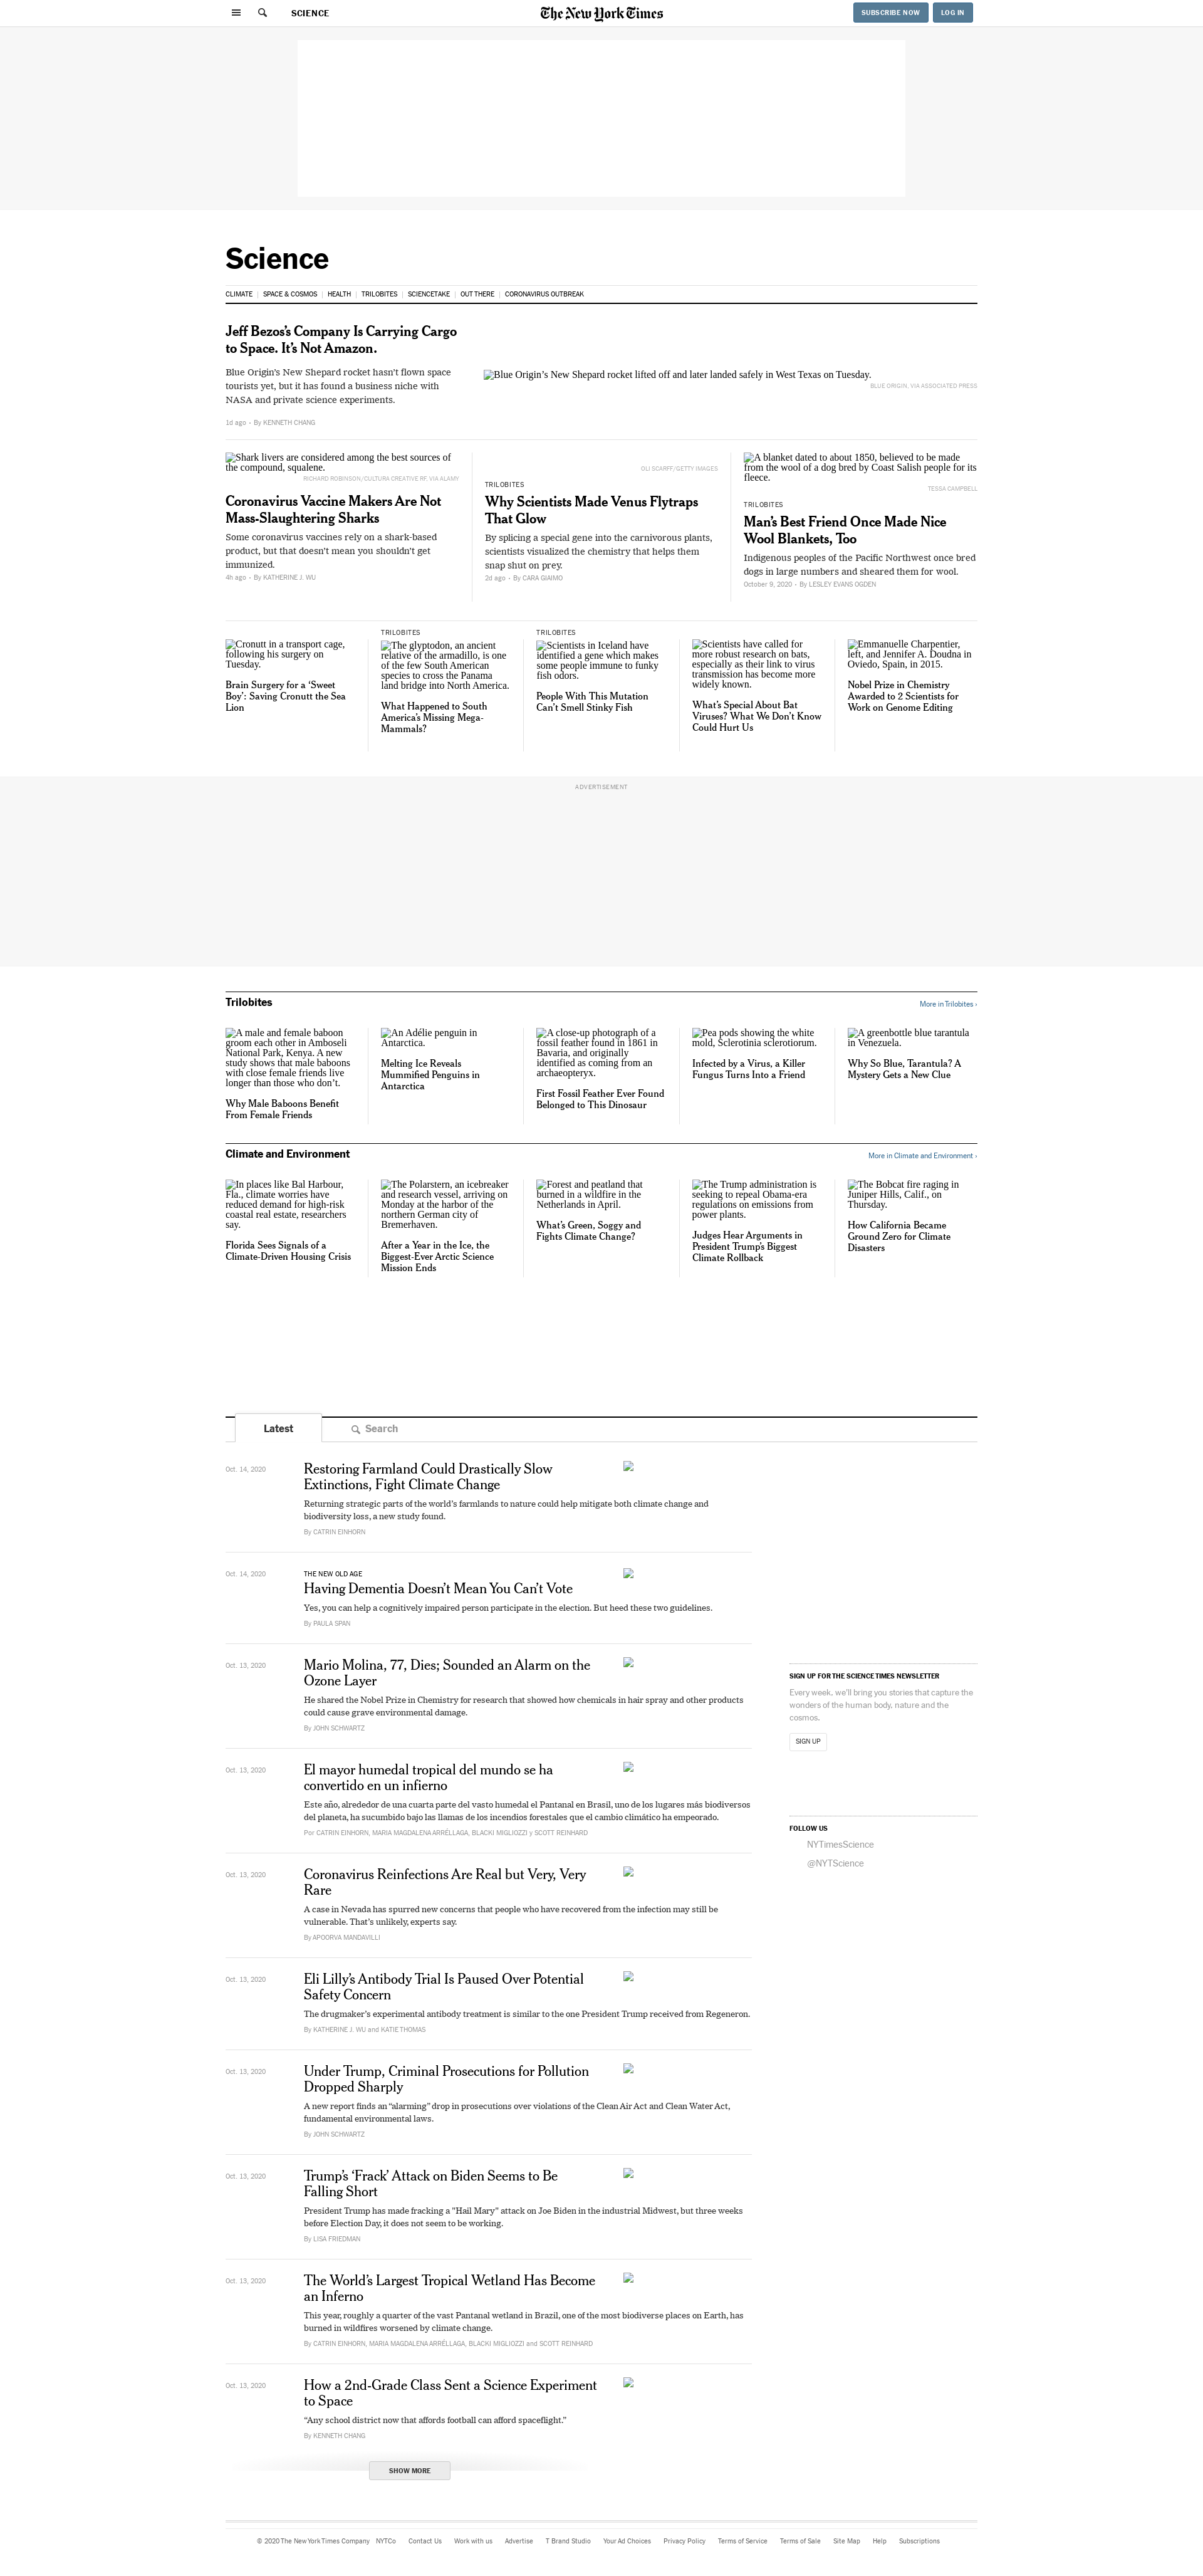 SCIENCE
The New York Times
SUBSCRIBE NOW
LOG IN
Science
CLIMATE | SPACE & COSMOS | HEALTH | TRILOBITES | SCIENCETAKE | OUT THERE | CORONAVIRUS OUTBREAK
Jeff Bezos’s Company Is Carrying Cargo
to Space. It’s Not Amazon.
Blue Origin’s New Shepard rocket hasn’t flown space
tourists yet, but it has found a business niche with
NASA and private science experiments.
1d ago • By KENNETH CHANG
Blue Origin’s New Shepard rocket lifted off and later landed safely in West Texas on Tuesday.
BLUE ORIGIN, VIA ASSOCIATED PRESS
Shark livers are considered among the best sources of
the compound, squalene.
RICHARD ROBINSON/CULTURA CREATIVE RF, VIA ALAMY
Coronavirus Vaccine Makers Are Not
Mass-Slaughtering Sharks
Some coronavirus vaccines rely on a shark-based
product, but that doesn’t mean you shouldn’t get
immunized.
4h ago • By KATHERINE J. WU
OLI SCARFF/GETTY IMAGES
TRILOBITES
Why Scientists Made Venus Flytraps
That Glow
By splicing a special gene into the carnivorous plants,
scientists visualized the chemistry that helps them
snap shut on prey.
2d ago • By CARA GIAIMO
A blanket dated to about 1850, believed to be made
from the wool of a dog bred by Coast Salish people for its
fleece.
TESSA CAMPBELL
TRILOBITES
Man’s Best Friend Once Made Nice
Wool Blankets, Too
Indigenous peoples of the Pacific Northwest once bred
dogs in large numbers and sheared them for wool.
October 9, 2020 • By LESLEY EVANS OGDEN
Cronutt in a transport cage,
following his surgery on
Tuesday.
Brain Surgery for a ‘Sweet
Boy’: Saving Cronutt the Sea
Lion
TRILOBITES
The glyptodon, an ancient
relative of the armadillo, is one
of the few South American
species to cross the Panama
land bridge into North America.
What Happened to South
America’s Missing Mega-
Mammals?
TRILOBITES
Scientists in Iceland have
identified a gene which makes
some people immune to funky
fish odors.
People With This Mutation
Can’t Smell Stinky Fish
Scientists have called for
more robust research on bats,
especially as their link to virus
transmission has become more
widely known.
What’s Special About Bat
Viruses? What We Don’t Know
Could Hurt Us
Emmanuelle Charpentier,
left, and Jennifer A. Doudna in
Oviedo, Spain, in 2015.
Nobel Prize in Chemistry
Awarded to 2 Scientists for
Work on Genome Editing
ADVERTISEMENT
Trilobites
More in Trilobites ›
A male and female baboon
groom each other in Amboseli
National Park, Kenya. A new
study shows that male baboons
with close female friends live
longer than those who don’t.
Why Male Baboons Benefit
From Female Friends
An Adélie penguin in
Antarctica.
Melting Ice Reveals
Mummified Penguins in
Antarctica
A close-up photograph of a
fossil feather found in 1861 in
Bavaria, and originally
identified as coming from an
archaeopteryx.
First Fossil Feather Ever Found
Belonged to This Dinosaur
Pea pods showing the white
mold, Sclerotinia sclerotiorum.
Infected by a Virus, a Killer
Fungus Turns Into a Friend
A greenbottle blue tarantula
in Venezuela.
Why So Blue, Tarantula? A
Mystery Gets a New Clue
Climate and Environment
More in Climate and Environment ›
In places like Bal Harbour,
Fla., climate worries have
reduced demand for high-risk
coastal real estate, researchers
say.
Florida Sees Signals of a
Climate-Driven Housing Crisis
The Polarstern, an icebreaker
and research vessel, arriving on
Monday at the harbor of the
northern German city of
Bremerhaven.
After a Year in the Ice, the
Biggest-Ever Arctic Science
Mission Ends
Forest and peatland that
burned in a wildfire in the
Netherlands in April.
What’s Green, Soggy and
Fights Climate Change?
The Trump administration is
seeking to repeal Obama-era
regulations on emissions from
power plants.
Judges Hear Arguments in
President Trump’s Biggest
Climate Rollback
The Bobcat fire raging in
Juniper Hills, Calif., on
Thursday.
How California Became
Ground Zero for Climate
Disasters
Latest
Search
Oct. 14, 2020
Restoring Farmland Could Drastically Slow
Extinctions, Fight Climate Change
Returning strategic parts of the world’s farmlands to nature could help mitigate both climate change and
biodiversity loss, a new study found.
By CATRIN EINHORN
Oct. 14, 2020
THE NEW OLD AGE
Having Dementia Doesn’t Mean You Can’t Vote
Yes, you can help a cognitively impaired person participate in the election. But heed these two guidelines.
By PAULA SPAN
Oct. 13, 2020
Mario Molina, 77, Dies; Sounded an Alarm on the
Ozone Layer
He shared the Nobel Prize in Chemistry for research that showed how chemicals in hair spray and other products
could cause grave environmental damage.
By JOHN SCHWARTZ
Oct. 13, 2020
El mayor humedal tropical del mundo se ha
convertido en un infierno
Este año, alrededor de una cuarta parte del vasto humedal el Pantanal en Brasil, uno de los lugares más biodiversos
del planeta, ha sucumbido bajo las llamas de los incendios forestales que el cambio climático ha empeorado.
Por CATRIN EINHORN, MARIA MAGDALENA ARRÉLLAGA, BLACKI MIGLIOZZI y SCOTT REINHARD
Oct. 13, 2020
Coronavirus Reinfections Are Real but Very, Very
Rare
A case in Nevada has spurred new concerns that people who have recovered from the infection may still be
vulnerable. That’s unlikely, experts say.
By APOORVA MANDAVILLI
Oct. 13, 2020
Eli Lilly’s Antibody Trial Is Paused Over Potential
Safety Concern
The drugmaker’s experimental antibody treatment is similar to the one President Trump received from Regeneron.
By KATHERINE J. WU and KATIE THOMAS
Oct. 13, 2020
Under Trump, Criminal Prosecutions for Pollution
Dropped Sharply
A new report finds an “alarming” drop in prosecutions over violations of the Clean Air Act and Clean Water Act,
fundamental environmental laws.
By JOHN SCHWARTZ
Oct. 13, 2020
Trump’s ‘Frack’ Attack on Biden Seems to Be
Falling Short
President Trump has made fracking a "Hail Mary" attack on Joe Biden in the industrial Midwest, but three weeks
before Election Day, it does not seem to be working.
By LISA FRIEDMAN
Oct. 13, 2020
The World’s Largest Tropical Wetland Has Become
an Inferno
This year, roughly a quarter of the vast Pantanal wetland in Brazil, one of the most biodiverse places on Earth, has
burned in wildfires worsened by climate change.
By CATRIN EINHORN, MARIA MAGDALENA ARRÉLLAGA, BLACKI MIGLIOZZI and SCOTT REINHARD
Oct. 13, 2020
How a 2nd-Grade Class Sent a Science Experiment
to Space
“Any school district now that affords football can afford spaceflight.”
By KENNETH CHANG
SHOW MORE
SIGN UP FOR THE SCIENCE TIMES NEWSLETTER
Every week, we’ll bring you stories that capture the
wonders of the human body, nature and the
cosmos.
SIGN UP
FOLLOW US
NYTimesScience
@NYTScience
© 2020 The New York Times Company NYTCo Contact Us Work with us Advertise T Brand Studio Your Ad Choices Privacy Policy Terms of Service Terms of Sale Site Map Help Subscriptions